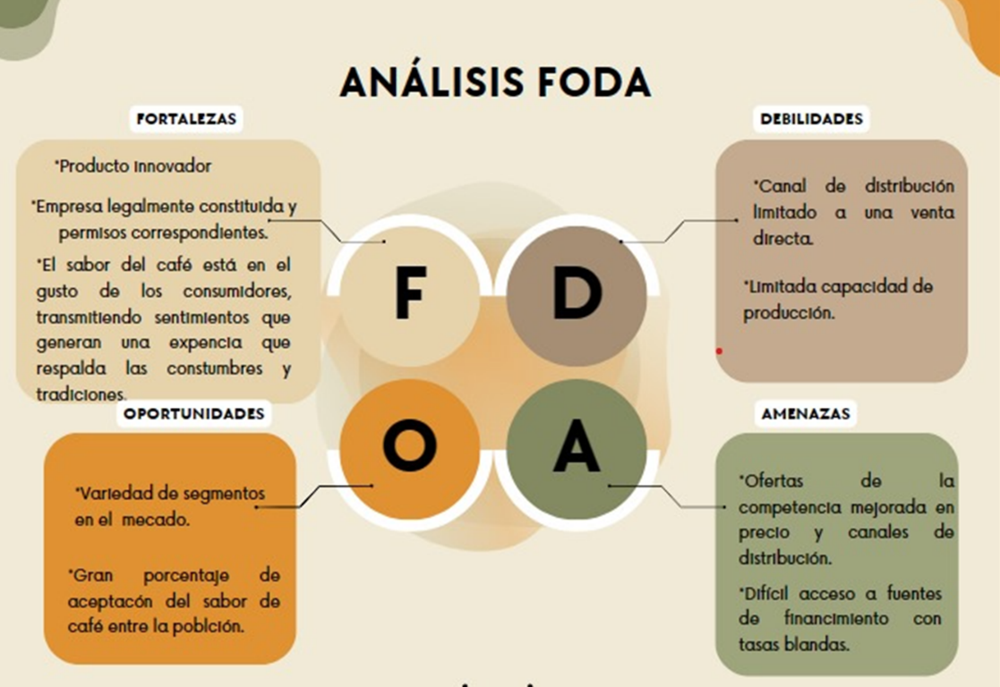 ANÁLISIS FODA
FORTALEZAS
*Producto innovador
*Empresa legalmente constituida y
permisos correspondientes.
*El sabor del café está en el
gusto de los consumidores,
transmitiendo sentimientos que
generan una expencia que
respalda las constumbres y
tradiciones.
DEBILIDADES
*Canal de distribución
limitado a una venta
directa.
*Limitada capacidad de
producción.
F
D
O
A
OPORTUNIDADES
*Variedad de segmentos
en el mecado.
*Gran porcentaje de
aceptacón del sabor de
café entre la poblción.
AMENAZAS
*Ofertas de la
competencia mejorada en
precio y canales de
distribución.
*Difícil acceso a fuentes
de financimiento con
tasas blandas.